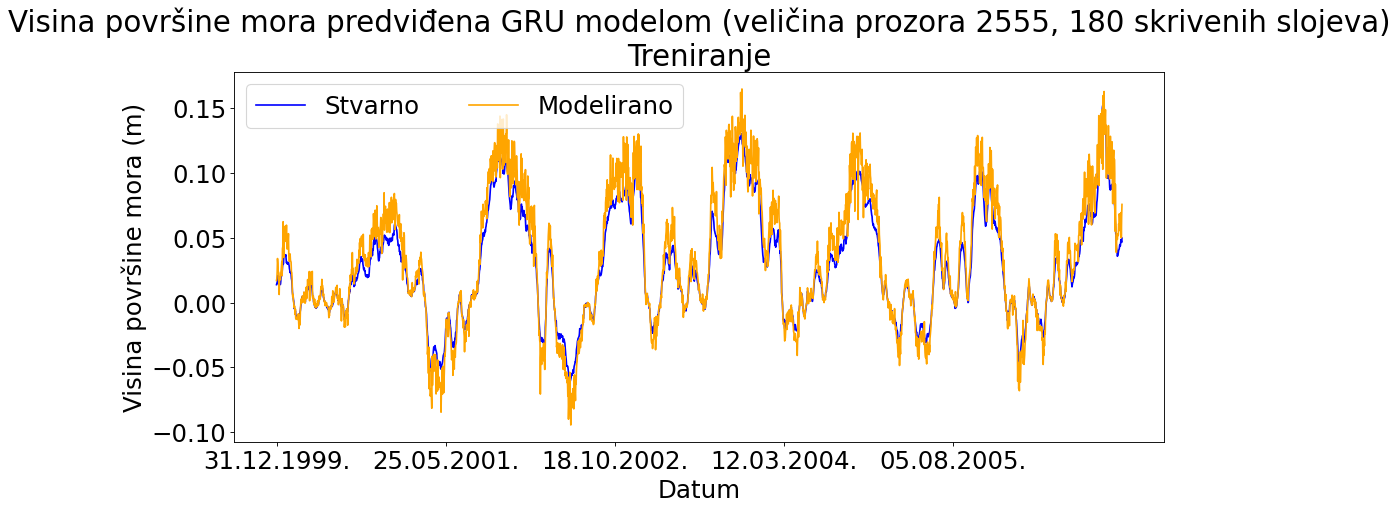 Visina površine mora predviđena GRU modelom (veličina prozora 2555, 180 skrivenih slojeva)
Treniranje
Stvarno
Modelirano
Visina površine mora (m)
0.15
0.10
0.05
0.00
−0.05
−0.10
31.12.1999.
25.05.2001.
18.10.2002.
12.03.2004.
05.08.2005.
Datum